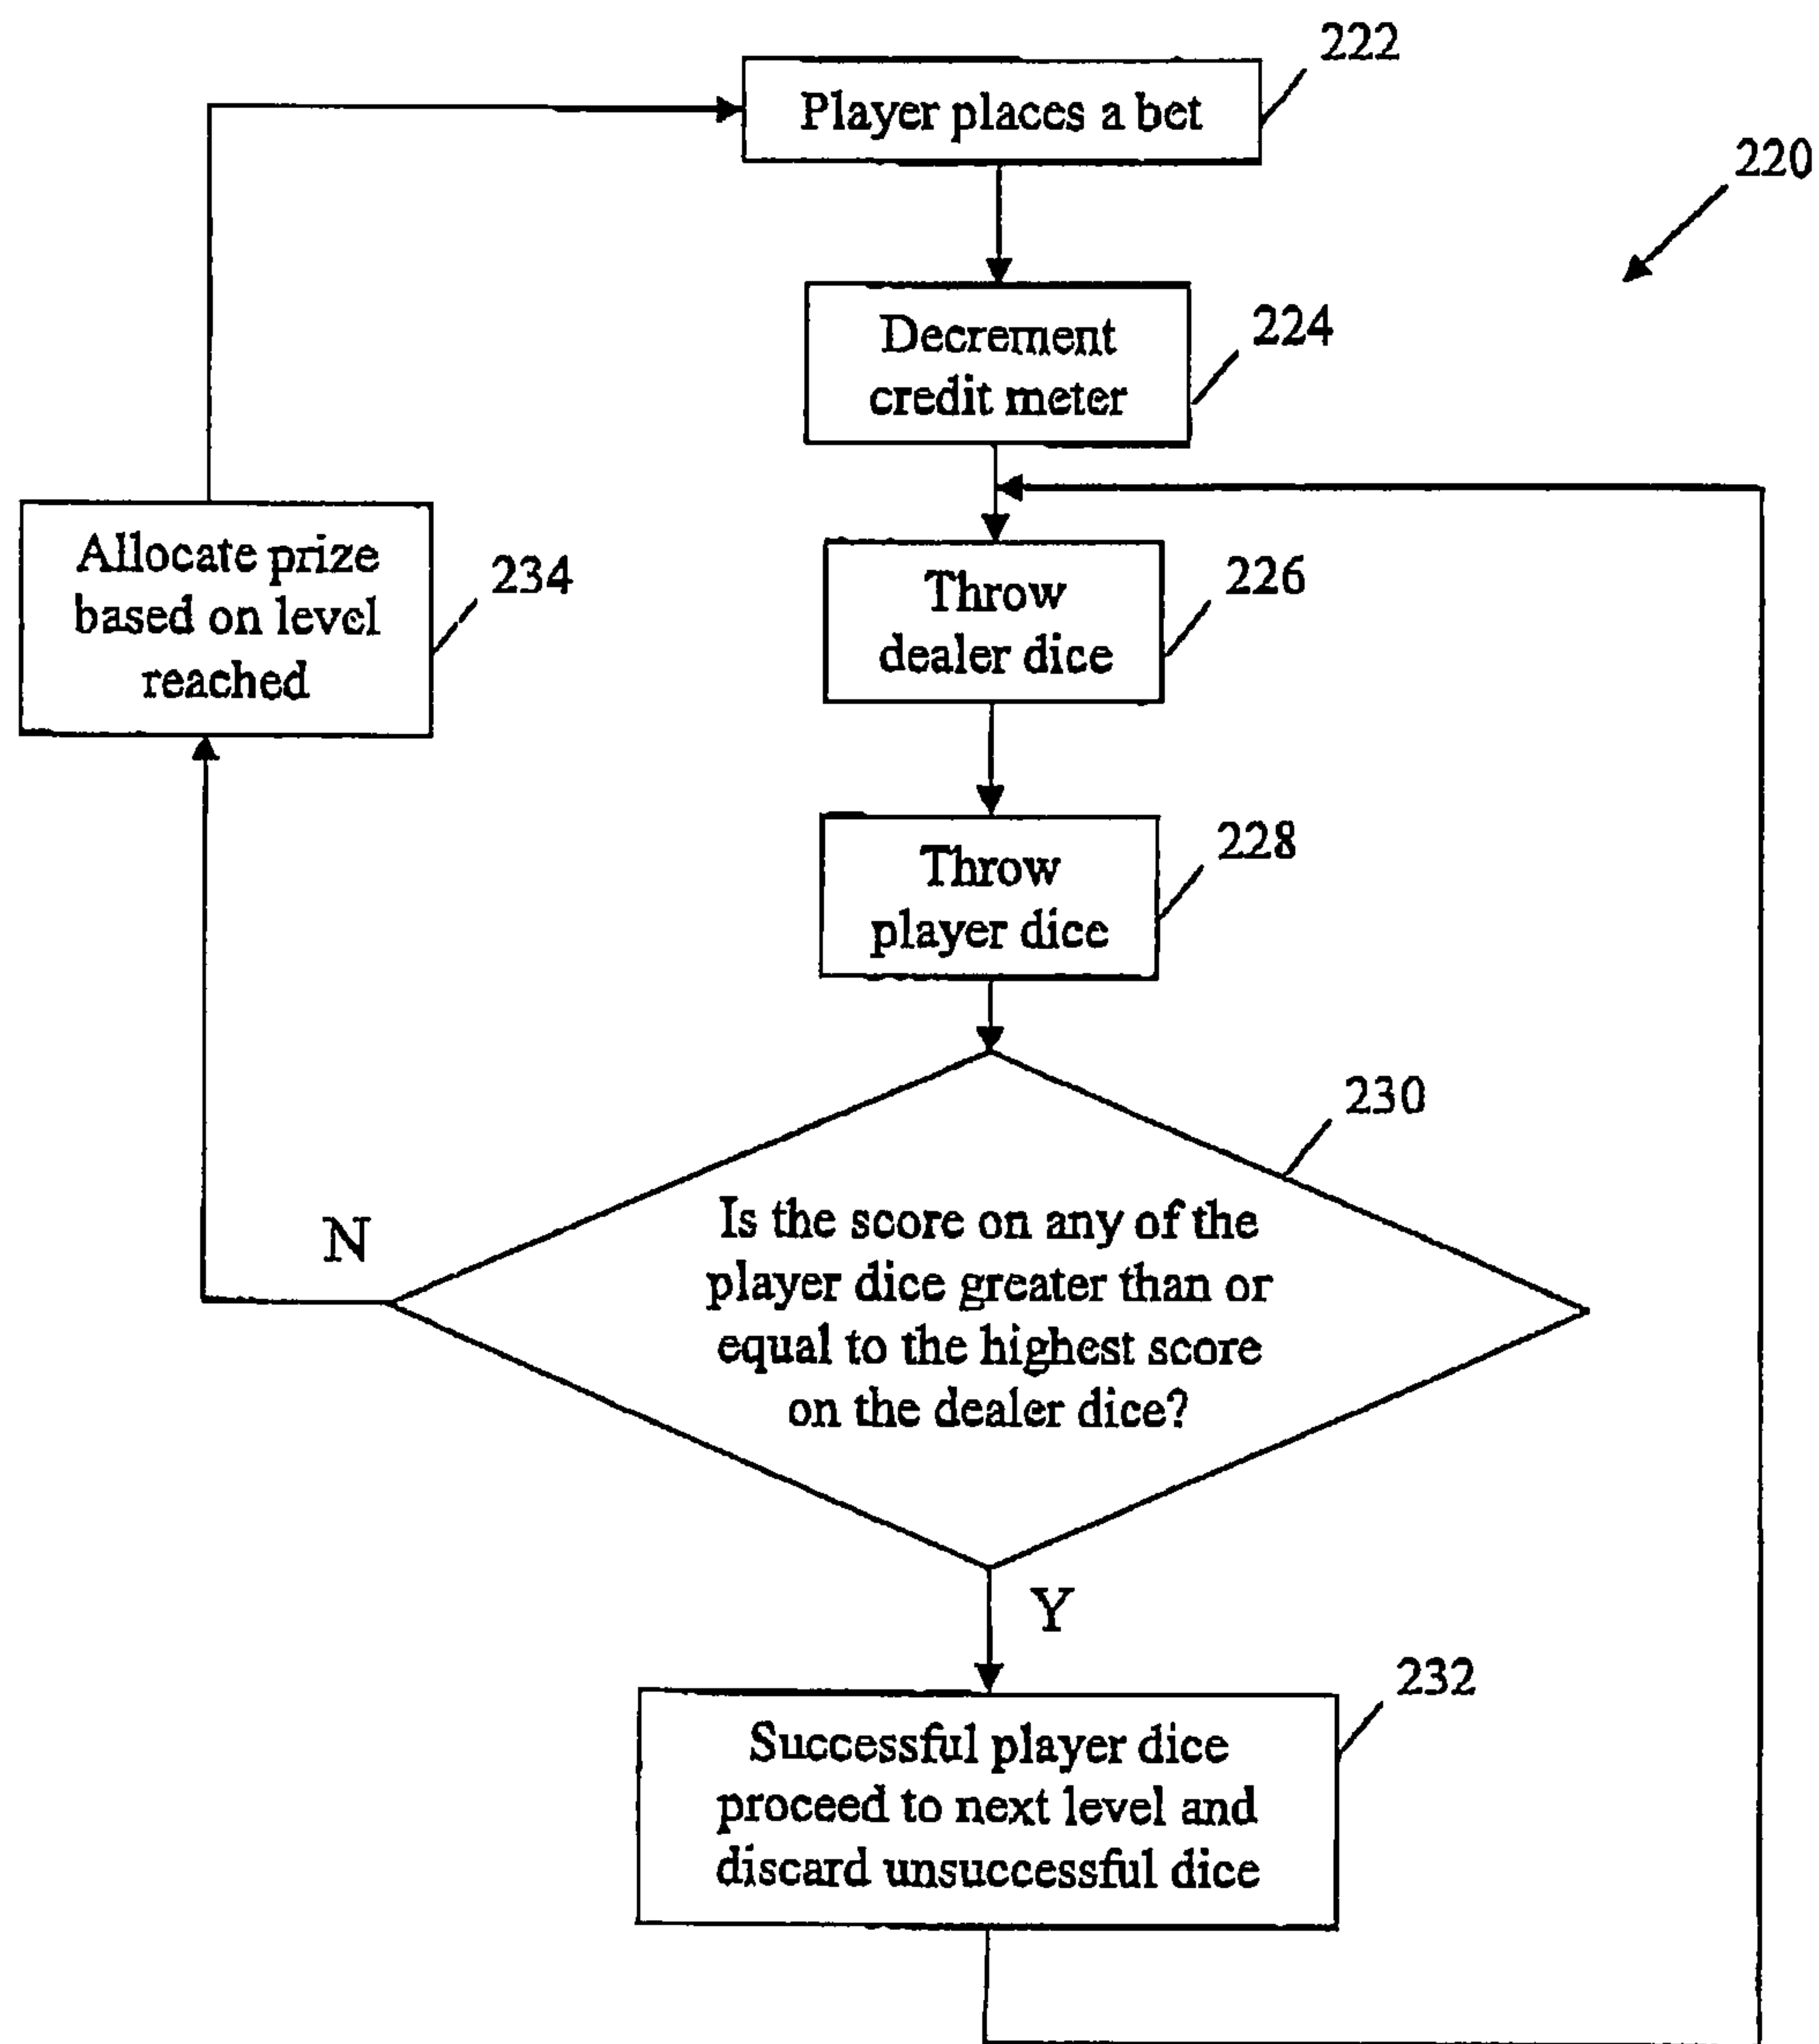 222
Player places a bet
220
Decrement
credit meter
224
Allocate prize
based on level
reached
234
Throw
dealer dice
226
Throw
player dice
228
230
Is the score on any of the
player dice greater than or
equal to the highest score
on the dealer dice?
N
Y
232
Successful player dice
proceed to next level and
discard unsuccessful dice